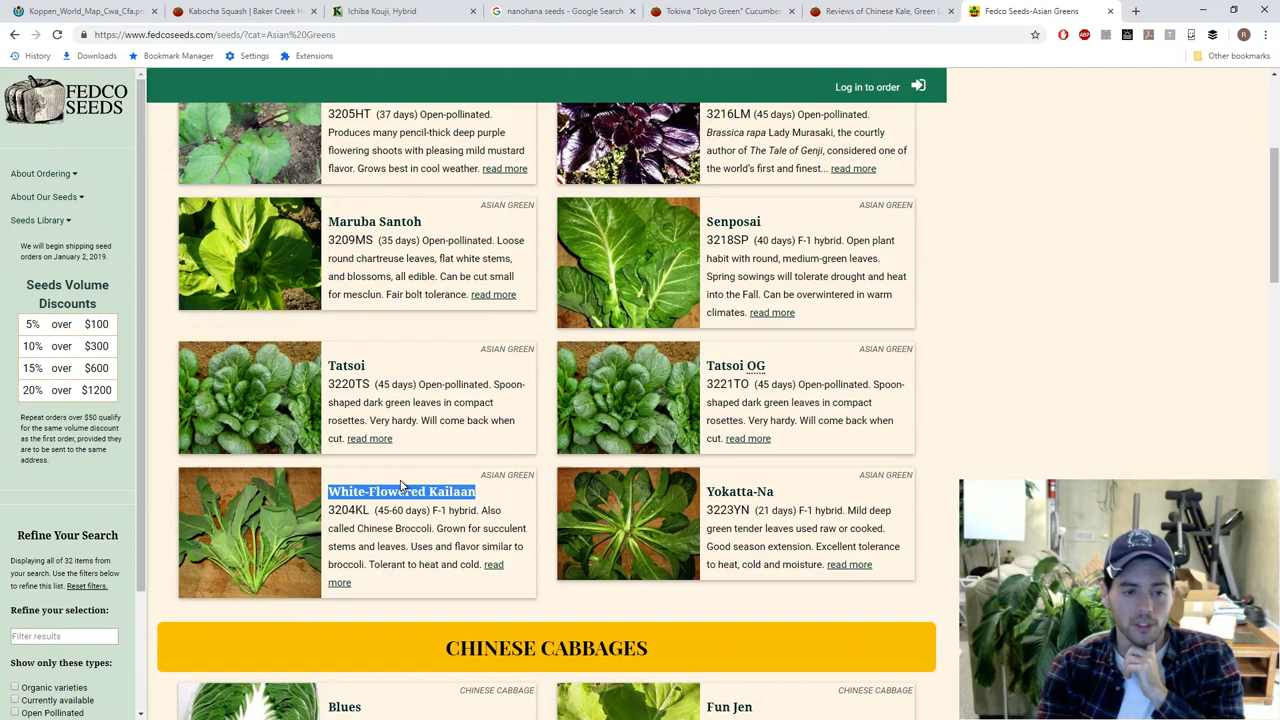 Koppen_World_Map_Cwa_Cfa.pn
Kabocha Squash | Baker Creek H
Ichiba Kouji, Hybrid
nanohana seeds - Google Search
Tokiwa "Tokyo Green" Cucumber
Reviews of Chinese Kale, Green L
Fedco Seeds-Asian Greens
https://www.fedcoseeds.com/seeds/?cat=Asian%20Greens
History
Downloads
Bookmark Manager
Settings
Extensions
Other bookmarks
FEDCO
SEEDS
About Ordering
About Our Seeds
Seeds Library
We will begin shipping seed
orders on January 2, 2019.
Seeds Volume
Discounts
5% over $100
10% over $300
15% over $600
20% over $1200
Repeat orders over $50 qualify
for the same volume discount
as the first order, provided they
are to be sent to the same
address.
Refine Your Search
Displaying all of 32 items from
your search. Use the filters below
to refine this list. Reset filters.
Refine your selection:
Filter results
Show only these types:
Organic varieties
Currently available
Open Pollinated
Log in to order
3205HT (37 days) Open-pollinated.
Produces many pencil-thick deep purple
flowering shoots with pleasing mild mustard
flavor. Grows best in cool weather. read more
3216LM (45 days) Open-pollinated.
Brassica rapa Lady Murasaki, the courtly
author of The Tale of Genji, considered one of
the world's first and finest... read more
ASIAN GREEN
Maruba Santoh
3209MS (35 days) Open-pollinated. Loose
round chartreuse leaves, flat white stems,
and blossoms, all edible. Can be cut small
for mesclun. Fair bolt tolerance. read more
ASIAN GREEN
Senposai
3218SP (40 days) F-1 hybrid. Open plant
habit with round, medium-green leaves.
Spring sowings will tolerate drought and heat
into the Fall. Can be overwintered in warm
climates. read more
ASIAN GREEN
Tatsoi
3220TS (45 days) Open-pollinated. Spoon-
shaped dark green leaves in compact
rosettes. Very hardy. Will come back when
cut. read more
ASIAN GREEN
Tatsoi OG
3221TO (45 days) Open-pollinated. Spoon-
shaped dark green leaves in compact
rosettes. Very hardy. Will come back when
cut. read more
ASIAN GREEN
White-Flowered Kailaan
3204KL (45-60 days) F-1 hybrid. Also
called Chinese Broccoli. Grown for succulent
stems and leaves. Uses and flavor similar to
broccoli. Tolerant to heat and cold. read
more
ASIAN GREEN
Yokatta-Na
3223YN (21 days) F-1 hybrid. Mild deep
green tender leaves used raw or cooked.
Good season extension. Excellent tolerance
to heat, cold and moisture. read more
CHINESE CABBAGES
CHINESE CABBAGE
Blues
CHINESE CABBAGE
Fun Jen